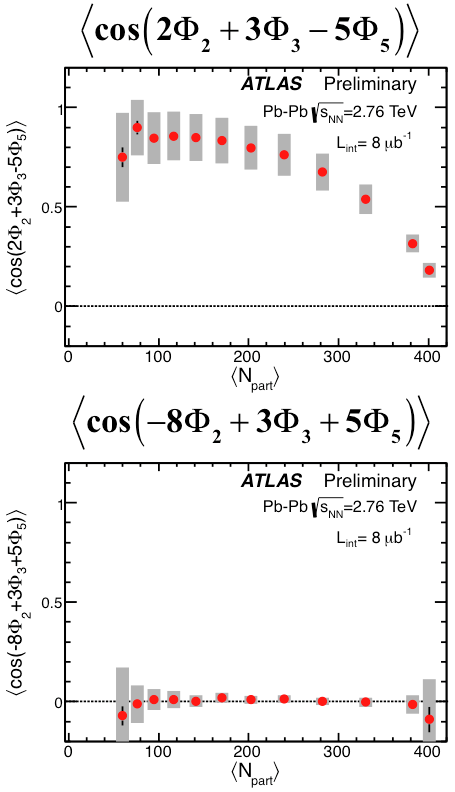 ⟨cos(2Φ₂ + 3Φ₃ − 5Φ₅)⟩
ATLAS Preliminary
Pb-Pb √sNN=2.76 TeV
Lint= 8 μb⁻¹
⟨cos(2Φ₂+3Φ₃-5Φ₅)⟩
1
0.5
0
0 100 200 300 400
⟨Npart⟩
⟨cos(−8Φ₂ + 3Φ₃ + 5Φ₅)⟩
ATLAS Preliminary
Pb-Pb √sNN=2.76 TeV
Lint= 8 μb⁻¹
⟨cos(-8Φ₂+3Φ₃+5Φ₅)⟩
1
0.5
0
0 100 200 300 400
⟨Npart⟩